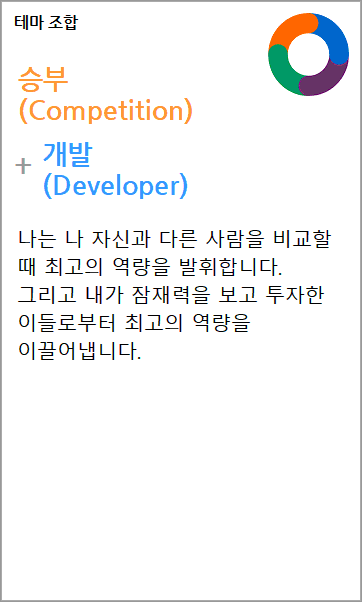 테마 조합
승부
(Competition)
+ 개발
(Developer)
나는 나 자신과 다른 사람을 비교할
때 최고의 역량을 발휘합니다.
그리고 내가 잠재력을 보고 투자한
이들로부터 최고의 역량을
이끌어냅니다.